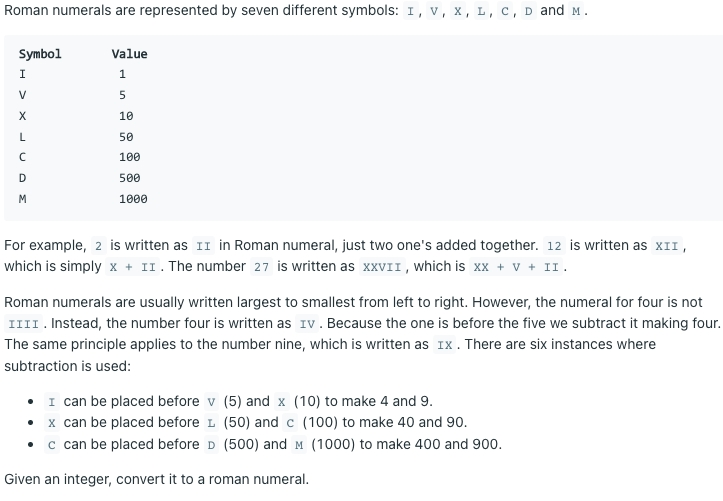 Roman numerals are represented by seven different symbols: I, V, X, L, C, D and M.
Symbol Value
I 1
V 5
X 10
L 50
C 100
D 500
M 1000
For example, 2 is written as II in Roman numeral, just two one's added together. 12 is written as XII,
which is simply X + II. The number 27 is written as XXVII, which is XX + V + II.
Roman numerals are usually written largest to smallest from left to right. However, the numeral for four is not
IIII. Instead, the number four is written as IV. Because the one is before the five we subtract it making four.
The same principle applies to the number nine, which is written as IX. There are six instances where
subtraction is used:
• I can be placed before V (5) and X (10) to make 4 and 9.
• X can be placed before L (50) and C (100) to make 40 and 90.
• C can be placed before D (500) and M (1000) to make 400 and 900.
Given an integer, convert it to a roman numeral.